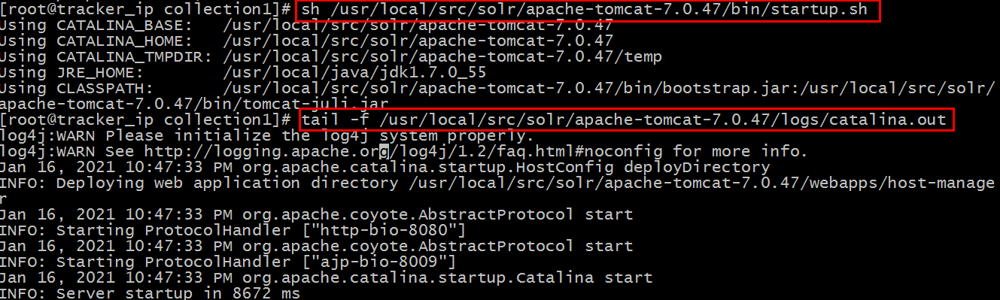 [root@tracker_ip collection1]# sh /usr/local/src/solr/apache-tomcat-7.0.47/bin/startup.sh
Using CATALINA_BASE:   /usr/local/src/solr/apache-tomcat-7.0.47
Using CATALINA_HOME:   /usr/local/src/solr/apache-tomcat-7.0.47
Using CATALINA_TMPDIR: /usr/local/src/solr/apache-tomcat-7.0.47/temp
Using JRE_HOME:        /usr/local/java/jdk1.7.0_55
Using CLASSPATH:       /usr/local/src/solr/apache-tomcat-7.0.47/bin/bootstrap.jar:/usr/local/src/solr/
apache-tomcat-7.0.47/bin/tomcat-juli.jar
[root@tracker_ip collection1]# tail -f /usr/local/src/solr/apache-tomcat-7.0.47/logs/catalina.out
log4j:WARN Please initialize the log4j system properly.
log4j:WARN See http://logging.apache.org/log4j/1.2/faq.html#noconfig for more info.
Jan 16, 2021 10:47:33 PM org.apache.catalina.startup.HostConfig deployDirectory
INFO: Deploying web application directory /usr/local/src/solr/apache-tomcat-7.0.47/webapps/host-manage
r
Jan 16, 2021 10:47:33 PM org.apache.coyote.AbstractProtocol start
INFO: Starting ProtocolHandler ["http-bio-8080"]
Jan 16, 2021 10:47:33 PM org.apache.coyote.AbstractProtocol start
INFO: Starting ProtocolHandler ["ajp-bio-8009"]
Jan 16, 2021 10:47:33 PM org.apache.catalina.startup.Catalina start
INFO: Server startup in 8672 ms